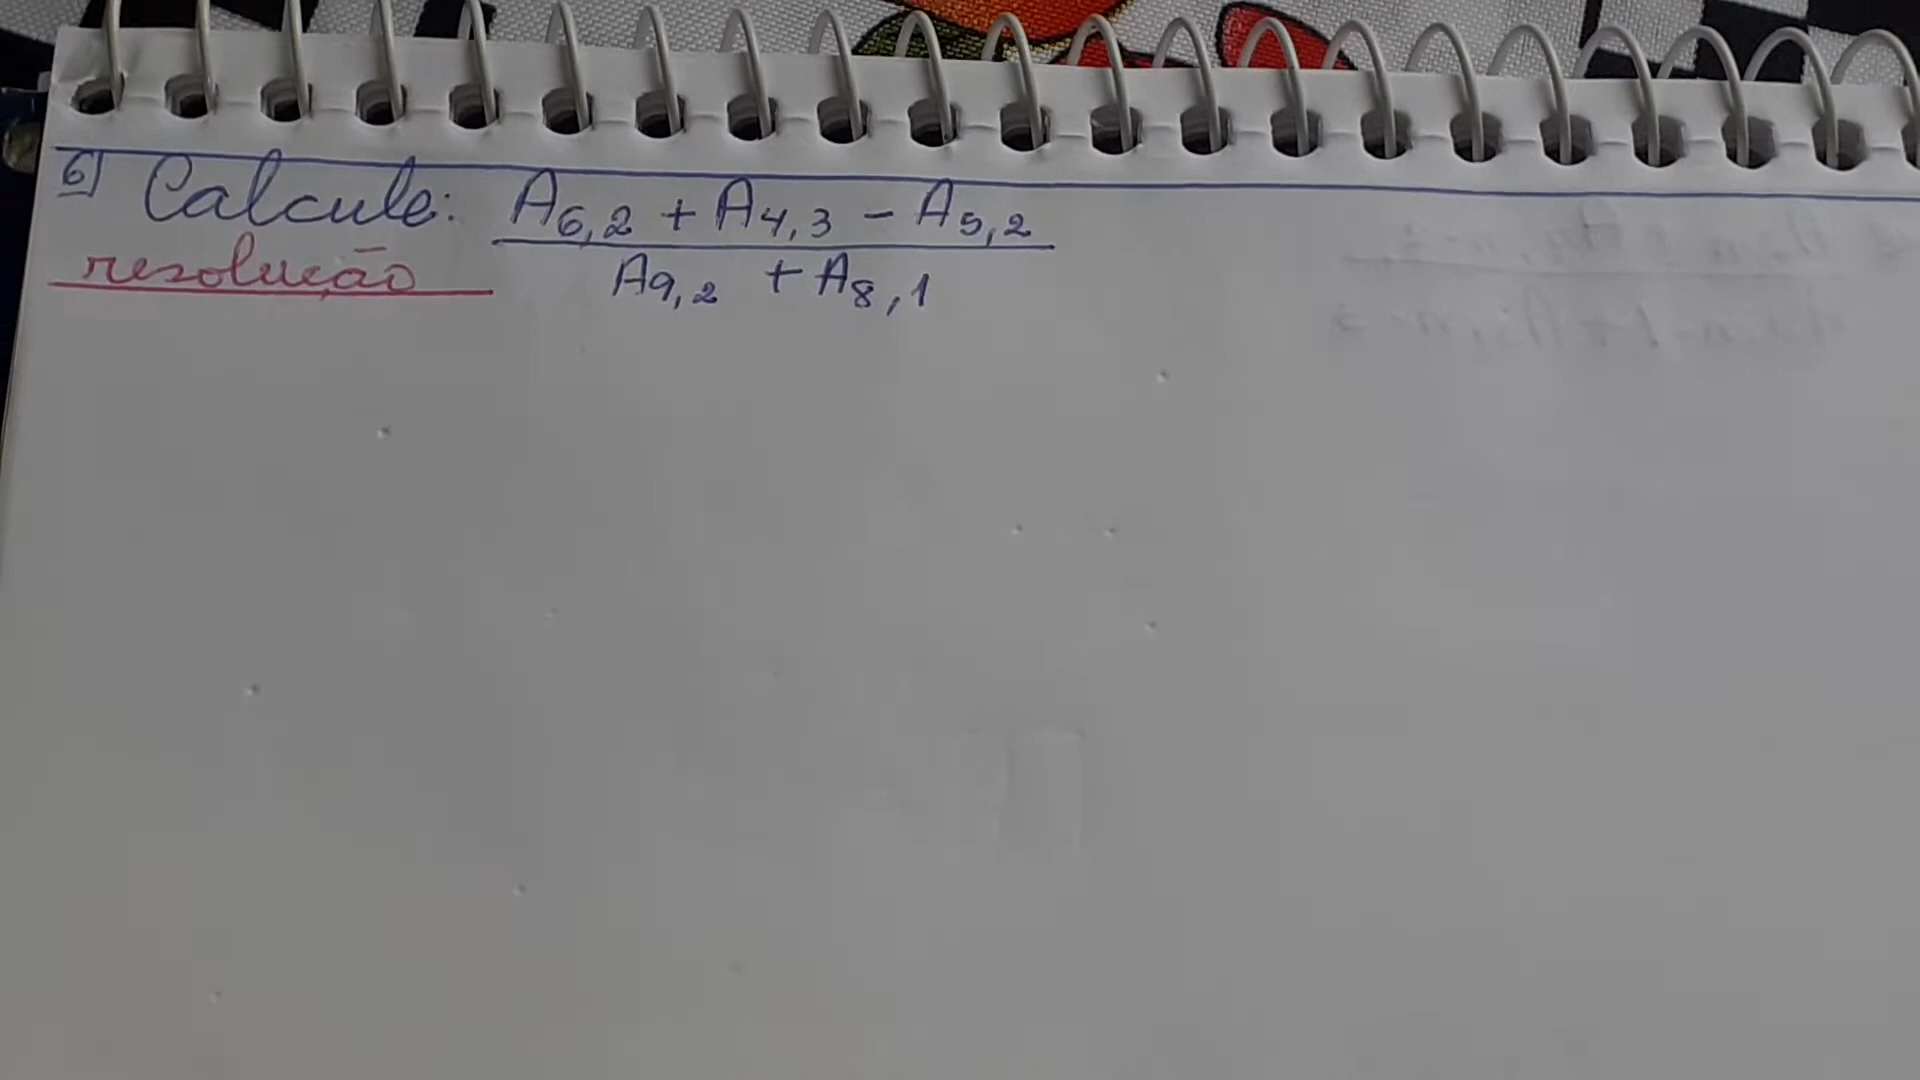 6) Calcule: A6,2 + A4,3 - A5,2
A9,2 + A8,1
resolução